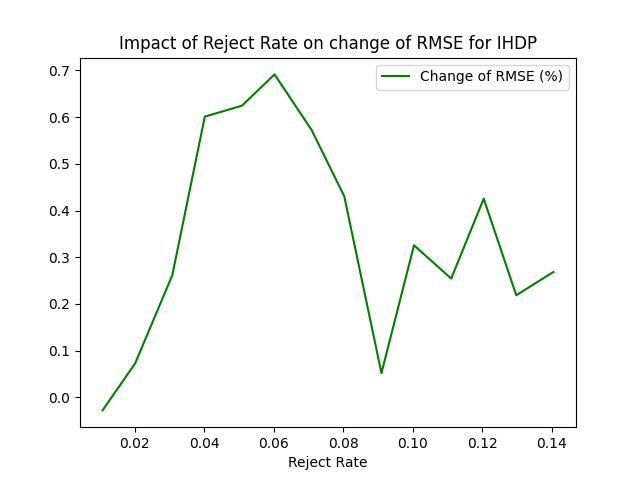 Impact of Reject Rate on change of RMSE for IHDP
Change of RMSE (%)
0.7
0.6
0.5
0.4
0.3
0.2
0.1
0.0
0.02 0.04 0.06 0.08 0.10 0.12 0.14
Reject Rate